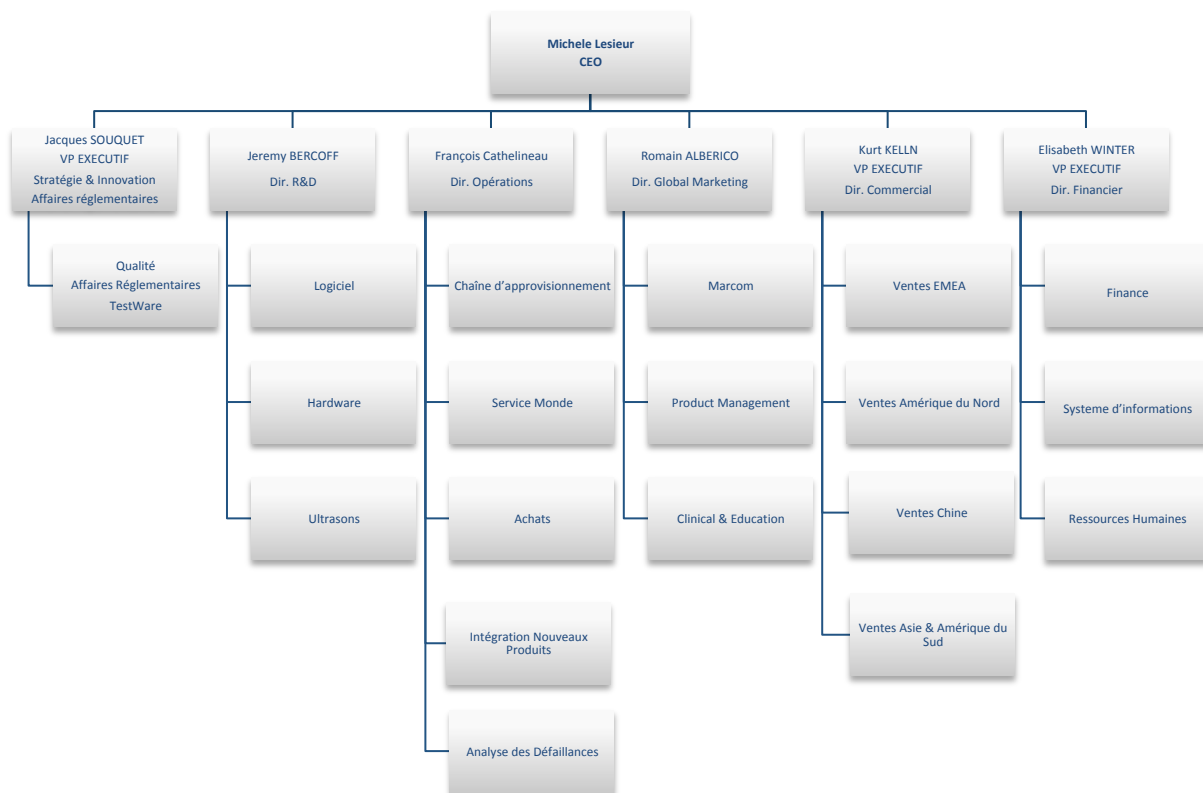 Michele Lesieur
CEO
Jacques SOUQUET
VP EXECUTIF
Stratégie & Innovation
Affaires réglementaires
Jeremy BERCOFF
Dir. R&D
François Cathelineau
Dir. Opérations
Romain ALBERICO
Dir. Global Marketing
Kurt KELLN
VP EXECUTIF
Dir. Commercial
Elisabeth WINTER
VP EXECUTIF
Dir. Financier
Qualité
Affaires Réglementaires
TestWare
Logiciel
Chaîne d'approvisionnement
Marcom
Ventes EMEA
Finance
Hardware
Service Monde
Product Management
Ventes Amérique du Nord
Systeme d'informations
Ultrasons
Achats
Clinical & Education
Ventes Chine
Ressources Humaines
Intégration Nouveaux
Produits
Ventes Asie & Amérique du
Sud
Analyse des Défaillances